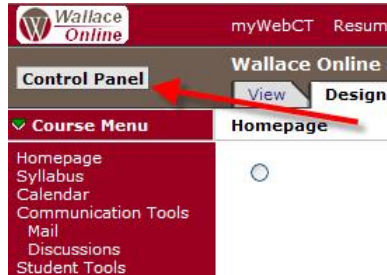 Wallace
Online
myWebCT Resum
Control Panel
Wallace Online
View Design
Course Menu
Homepage
Homepage
Syllabus
Calendar
Communication Tools
Mail
Discussions
Student Tools